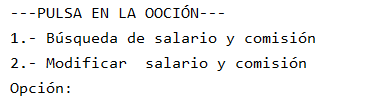 ---PULSA EN LA OOCIÓN---
1.- Búsqueda de salario y comisión
2.- Modificar  salario y comisión
Opción: